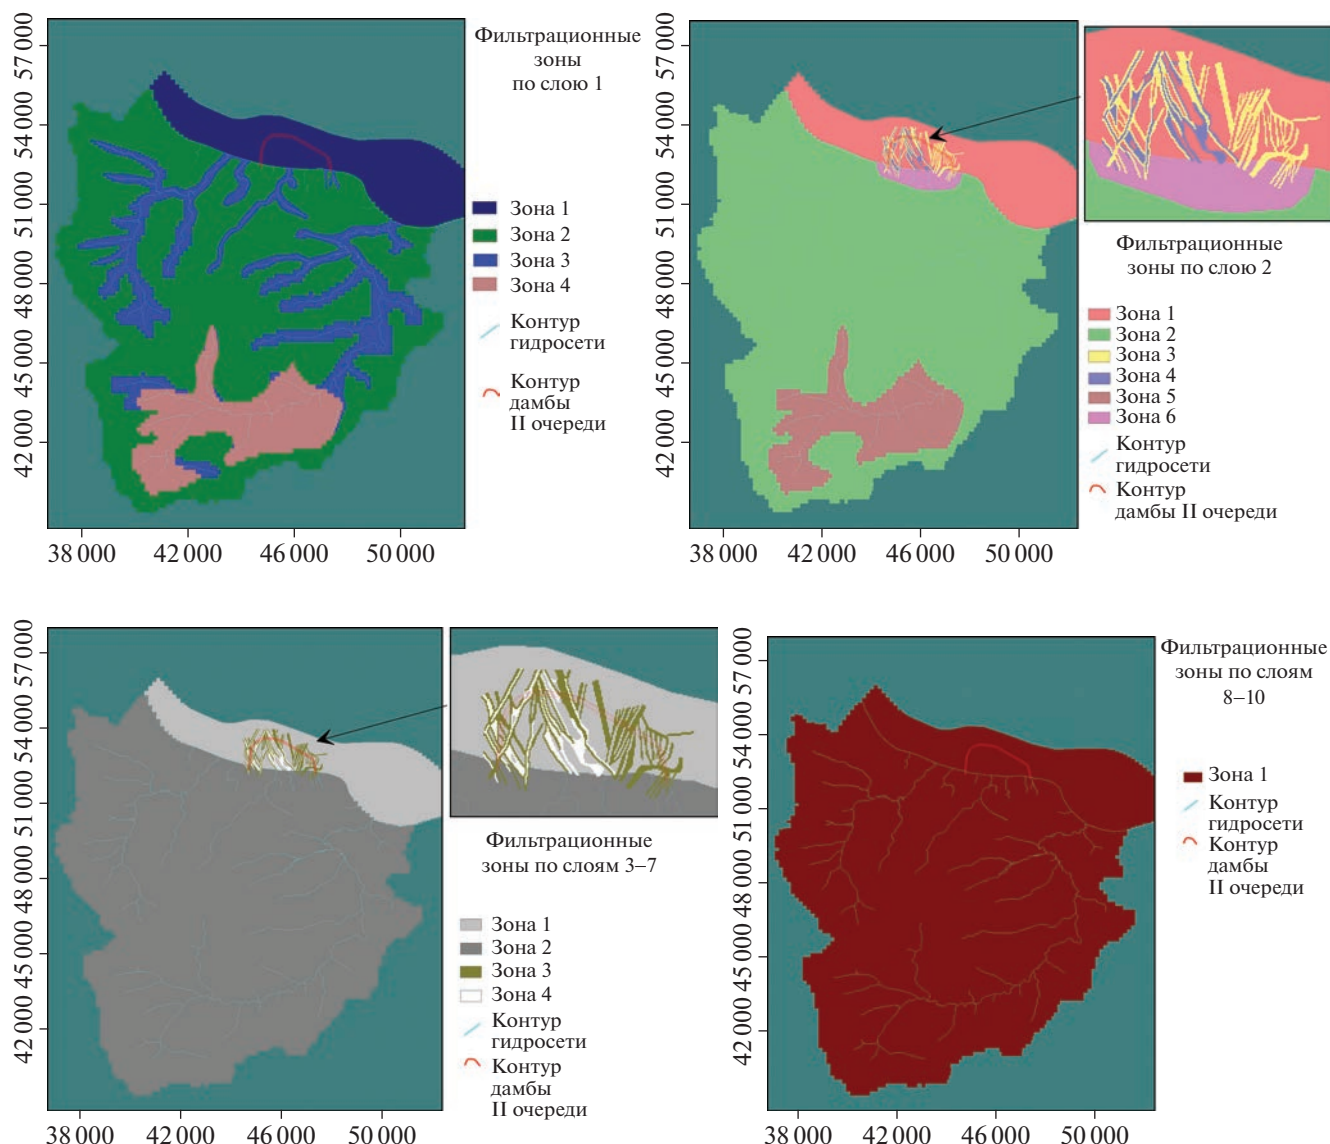 57 000
54 000
51 000
48 000
45 000
42 000
38 000
42 000
46 000
50 000
Фильтрационные
зоны
по слою 1
Зона 1
Зона 2
Зона 3
Зона 4
Контур
гидросети
Контур
дамбы
II очереди
57 000
54 000
51 000
48 000
45 000
42 000
38 000
42 000
46 000
50 000
Фильтрационные
зоны по слою 2
Зона 1
Зона 2
Зона 3
Зона 4
Зона 5
Зона 6
Контур
гидросети
Контур
дамбы II очереди
57 000
54 000
51 000
48 000
45 000
42 000
38 000
42 000
46 000
50 000
Фильтрационные
зоны по слоям 3–7
Зона 1
Зона 2
Зона 3
Зона 4
Контур
гидросети
Контур
дамбы
II очереди
57 000
54 000
51 000
48 000
45 000
42 000
38 000
42 000
46 000
50 000
Фильтрационные
зоны по слоям
8–10
Зона 1
Контур
гидросети
Контур
дамбы
II очереди